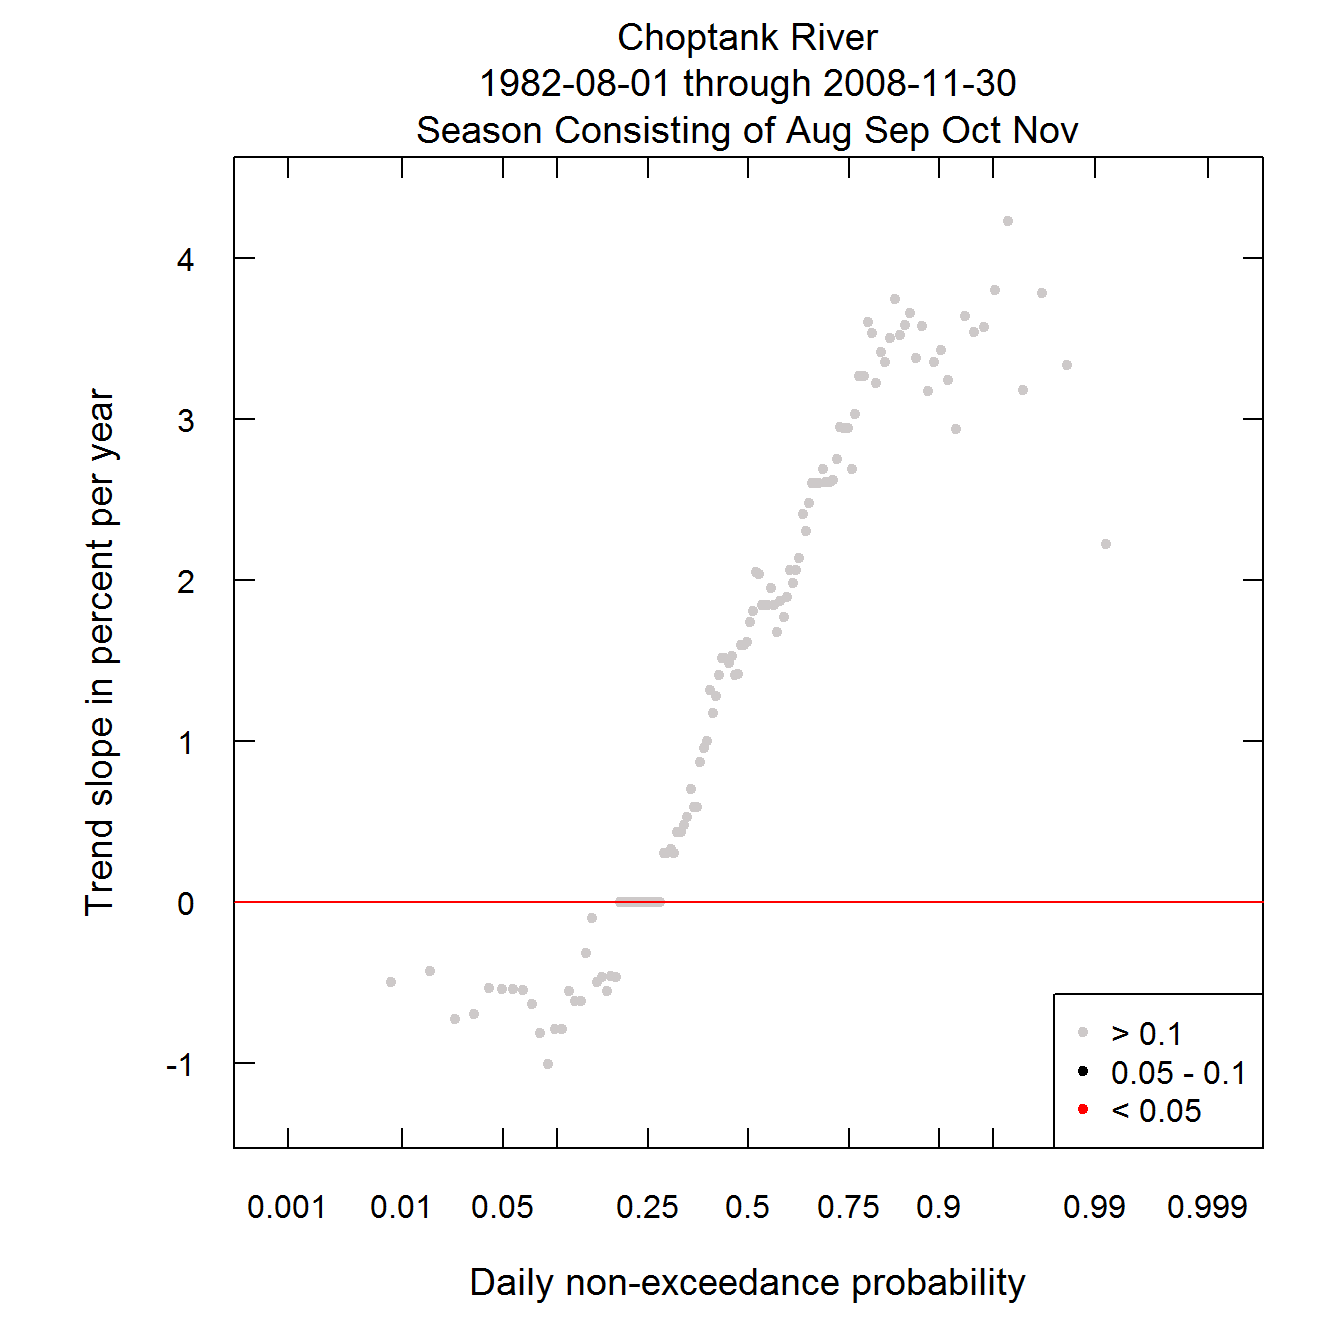 Choptank River
1982-08-01 through 2008-11-30
Season Consisting of Aug Sep Oct Nov
Trend slope in percent per year
4
3
2
1
0
-1
> 0.1
0.05 - 0.1
< 0.05
0.001 0.01 0.05 0.25 0.5 0.75 0.9 0.99 0.999
Daily non-exceedance probability